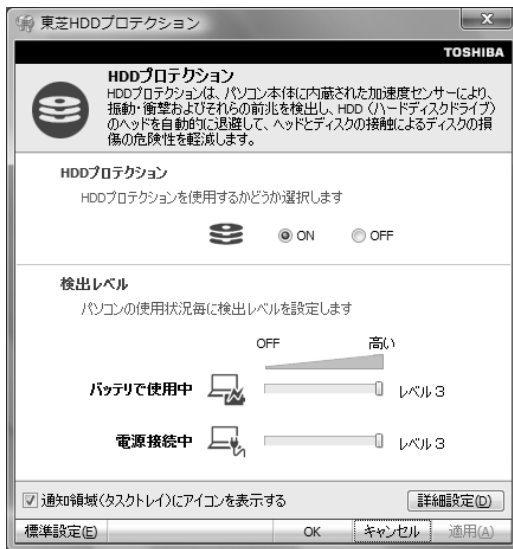 東芝HDDプロテクション
TOSHIBA
HDDプロテクション
HDDプロテクションは、パソコン本体に内蔵された加速度センサーにより、
振動・衝撃およびそれらの前兆を検出し、HDD（ハードディスクドライブ）
のヘッドを自動的に退避して、ヘッドとディスクの接触によるディスクの損
傷の危険性を軽減します。
HDDプロテクション
HDDプロテクションを使用するかどうか選択します
ON OFF
検出レベル
パソコンの使用状況毎に検出レベルを設定します
OFF 高い
バッテリで使用中 レベル 3
電源接続中 レベル 3
通知領域(タスクトレイ)にアイコンを表示する 詳細設定(D)
標準設定(E) OK キャンセル 適用(A)